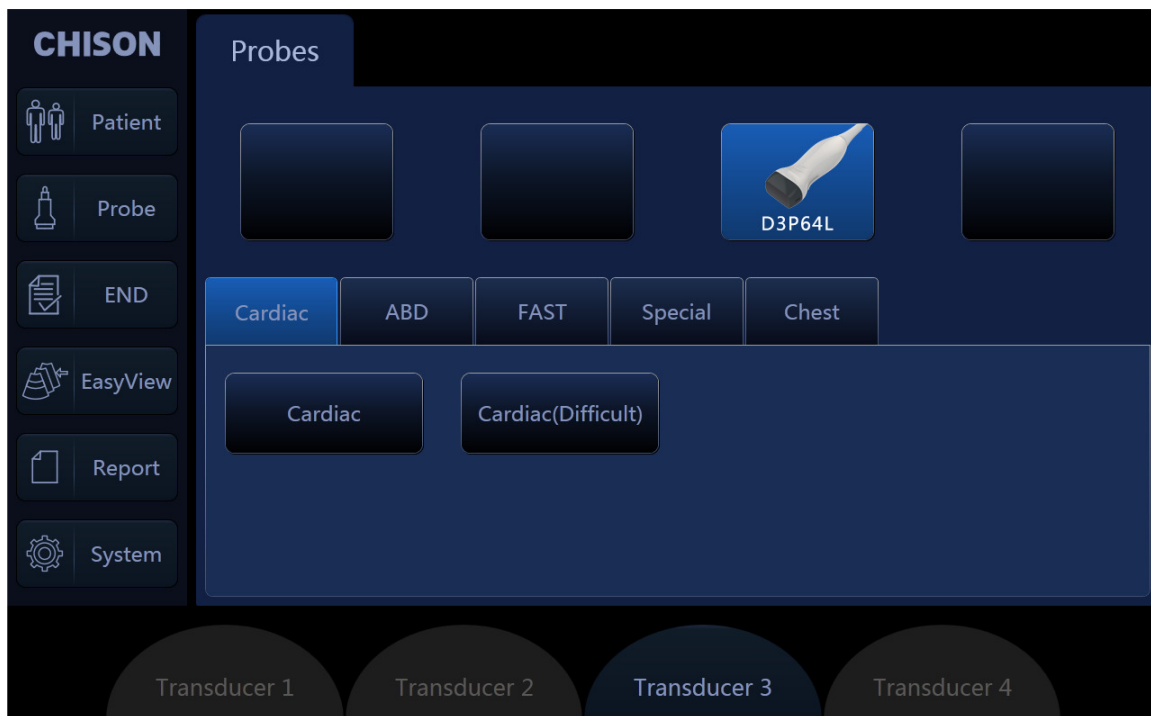 CHISON
Probes
Patient
Probe
END
EasyView
Report
System
D3P64L
Cardiac
ABD
FAST
Special
Chest
Cardiac
Cardiac(Difficult)
Transducer 1
Transducer 2
Transducer 3
Transducer 4